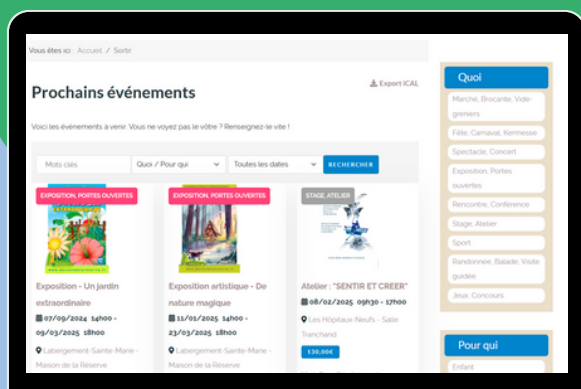 Vous êtes ici : Accueil / Sortir
Prochains événements
Export ICAL
Voici les événements à venir. Vous ne voyez pas le vôtre ? Renseignez-le vite !
Mots clés
Quoi / Pour qui
Toutes les dates
RECHERCHER
EXPOSITION, PORTES OUVERTES
Exposition - Un jardin
extraordinaire
07/09/2024 14h00 -
09/03/2025 18h00
Labergement-Sainte-Marie -
Maison de la Réserve
EXPOSITION, PORTES OUVERTES
Exposition artistique - De
nature magique
11/01/2025 14h00 -
23/03/2025 18h00
Labergement-Sainte-Marie -
Maison de la Réserve
STAGE, ATELIER
Atelier : "SENTIR ET CREER"
08/02/2025 09h30 - 17h00
Les Hôpitaux-Neufs - Salle
Tranchand
130,00€
Quoi
Marché, Brocante, Vide-
greniers
Fête, Carnaval, Kermesse
Spectacle, Concert
Exposition, Portes
ouvertes
Rencontre, Conférence
Stage, Atelier
Sport
Randonnée, Balade, Visite
guidée
Jeux, Concours
Pour qui
Enfant